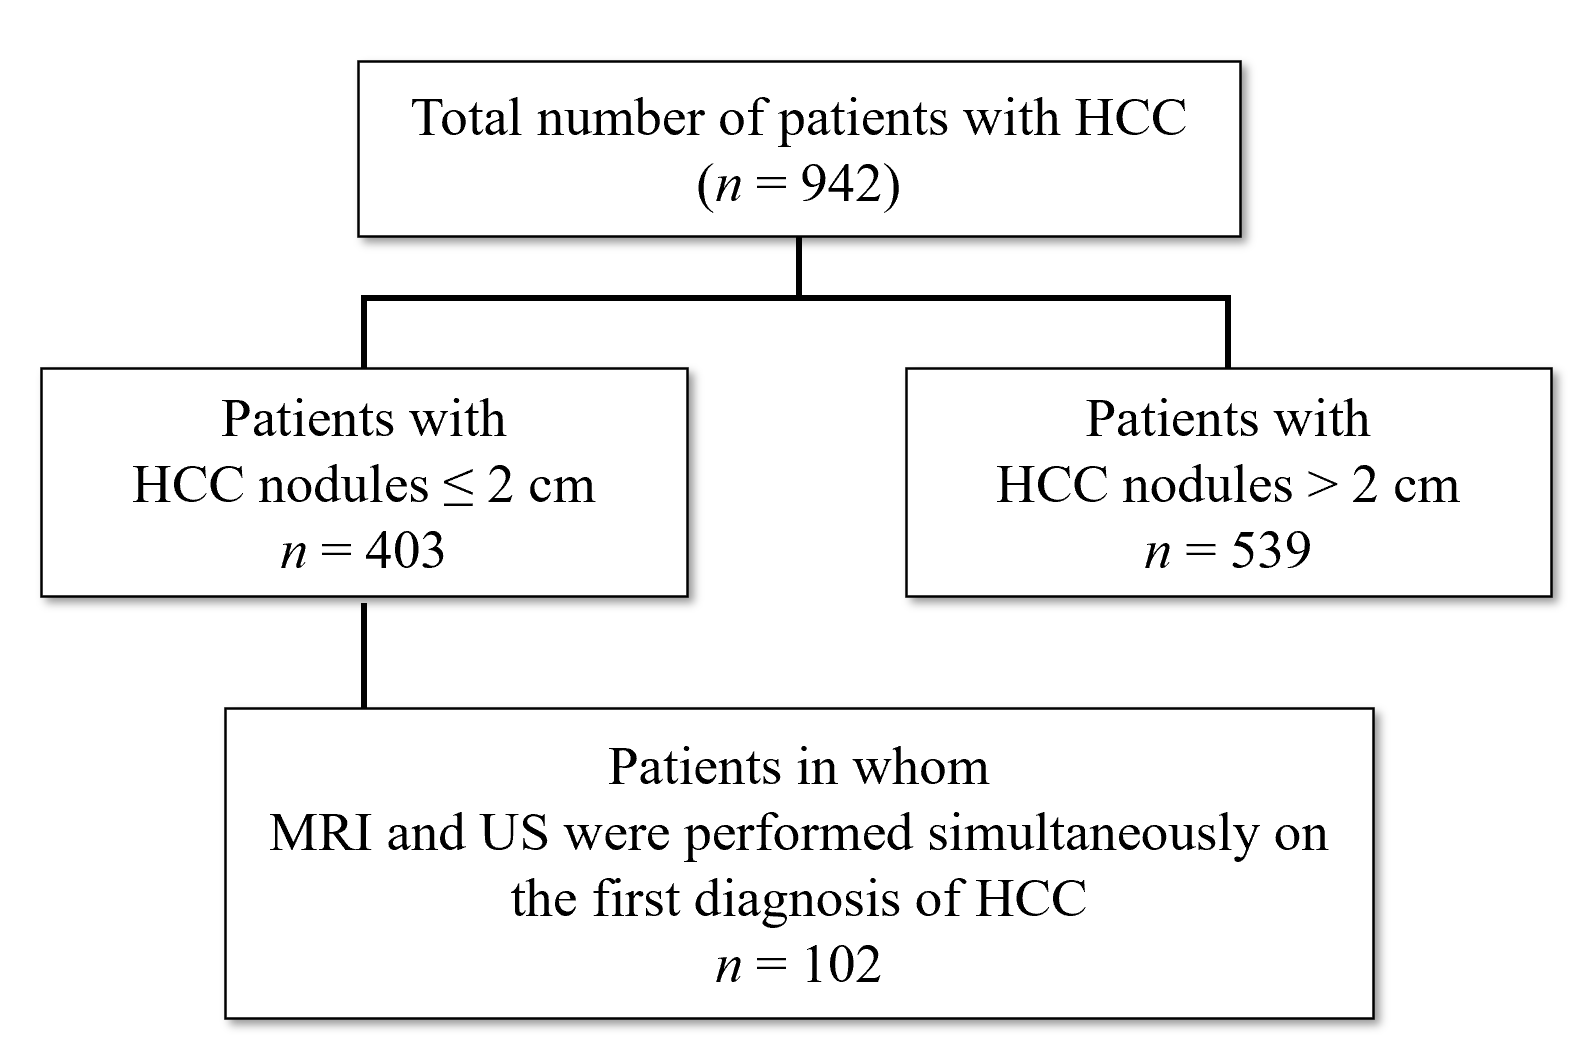 Total number of patients with HCC
(n = 942)
Patients with
HCC nodules ≤ 2 cm
n = 403
Patients with
HCC nodules > 2 cm
n = 539
Patients in whom
MRI and US were performed simultaneously on
the first diagnosis of HCC
n = 102